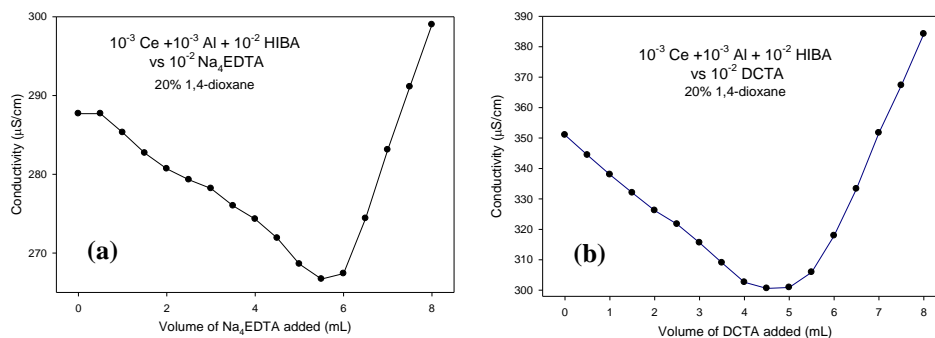 10⁻³ Ce +10⁻³ Al + 10⁻² HIBA
vs 10⁻² Na₄EDTA
20% 1,4-dioxane
Conductivity (µS/cm)
300
290
280
270
(a)
0 2 4 6 8
Volume of Na₄EDTA added (mL)
10⁻³ Ce +10⁻³ Al + 10⁻² HIBA
vs 10⁻² DCTA
20% 1,4-dioxane
Conductivity (µS/cm)
390
380
370
360
350
340
330
320
310
300
(b)
0 1 2 3 4 5 6 7 8
Volume of DCTA added (mL)